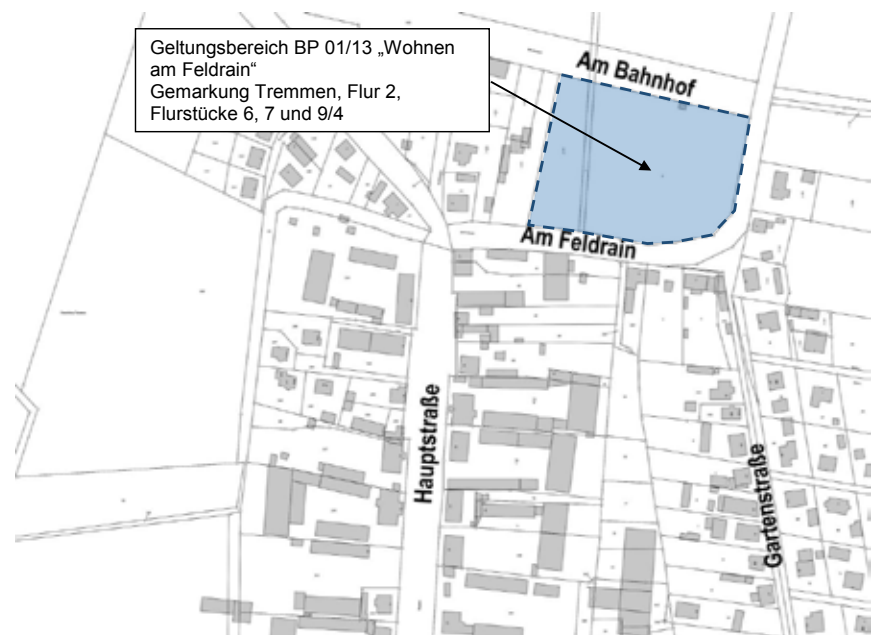 Geltungsbereich BP 01/13 „Wohnen
am Feldrain“
Gemarkung Tremmen, Flur 2,
Flurstücke 6, 7 und 9/4
Am Bahnhof
Am Feldrain
Hauptstraße
Gartenstraße